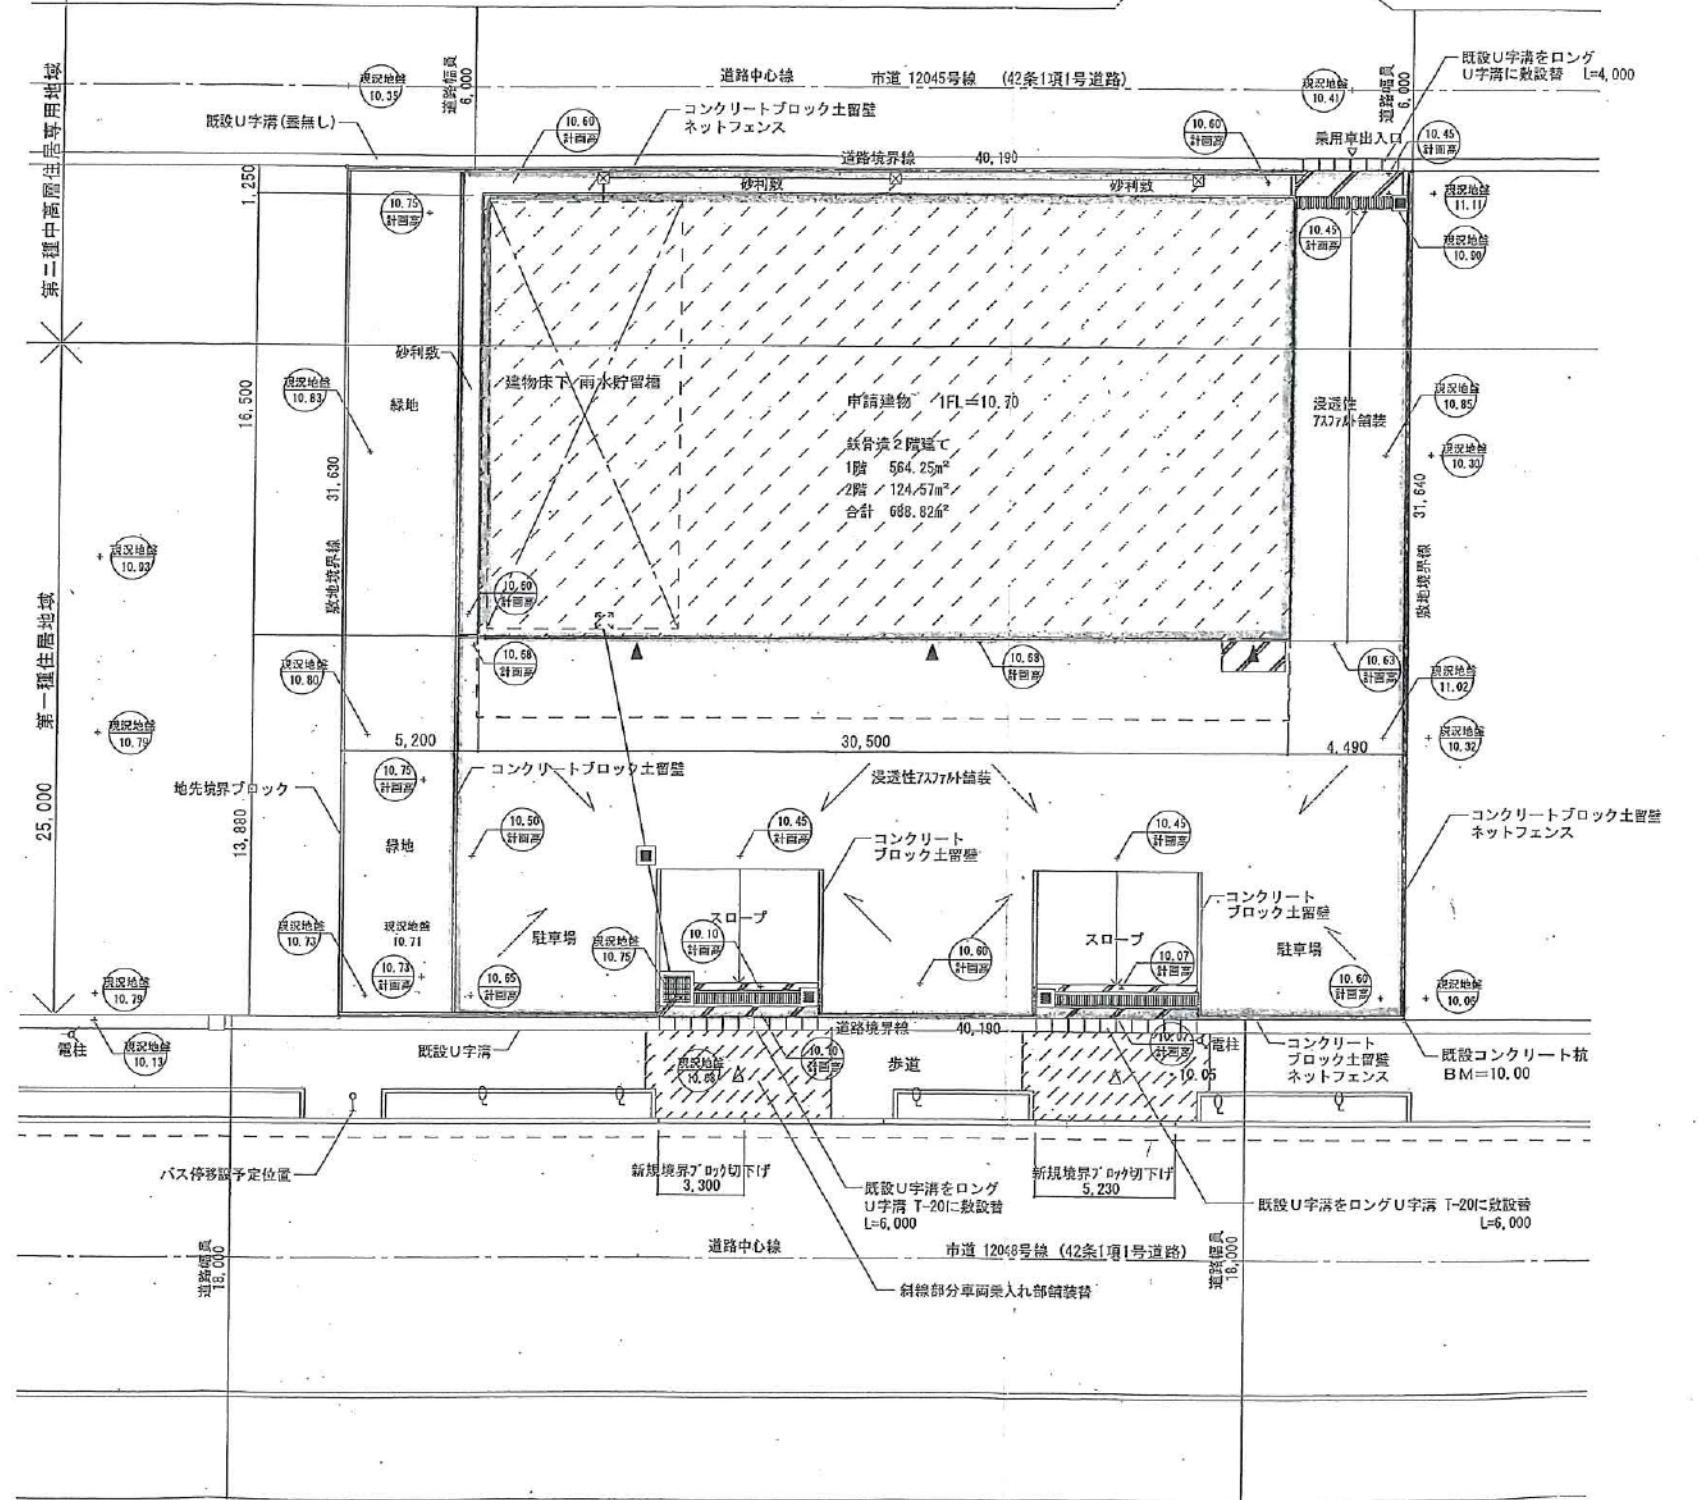 道路幅員
6,000
道路中心線
市道 12045号線 (42条1項1号道路)
現況地盤
10.35
現況地盤
10.41
道路幅員
6,000
既設U字溝をロング
U字溝に敷設替 L=4,000
第二種中高層住居専用地域
既設U字溝(蓋無し)
10.60
計画高
コンクリートブロック土留壁
ネットフェンス
10.60
計画高
乗用車出入口
10.45
計画高
道路境界線
40,190
1,250
砂利敷
砂利敷
10.75
計画高
現況地盤
11.11
10.45
計画高
現況地盤
10.90
砂利敷
現況地盤
10.83
緑地
16,500
建物床下 雨水貯留槽
申請建物 1FL=10.70
鉄骨造2階建て
1階 564.25m²
2階 124.57m²
合計 688.82㎡
浸透性
アスファルト舗装
現況地盤
10.85
現況地盤
10.30
敷地境界線 31,630
敷地境界線 31,640
現況地盤
10.93
10.60
計画高
第一種住居地域
25,000
現況地盤
10.80
10.68
計画高
10.68
計画高
10.63
計画高
現況地盤
11.02
現況地盤
10.79
現況地盤
10.32
5,200
30,500
4,490
10.75
計画高
コンクリートブロック土留壁
浸透性アスファルト舗装
地先境界ブロック
13,880
緑地
10.50
計画高
10.45
計画高
コンクリート
ブロック土留壁
10.45
計画高
コンクリートブロック土留壁
ネットフェンス
コンクリート
ブロック土留壁
現況地盤
10.73
現況地盤
10.71
10.73
計画高
駐車場
現況地盤
10.75
スロープ
10.10
計画高
10.60
計画高
スロープ
10.07
計画高
駐車場
10.60
計画高
10.65
計画高
現況地盤
10.79
現況地盤
10.05
電柱
現況地盤
10.13
既設U字溝
道路境界線
40,190
現況地盤
10.08
10.10
計画高
歩道
10.07
計画高
10.05
電柱
コンクリート
ブロック土留壁
ネットフェンス
既設コンクリート杭
BM=10.00
バス停移設予定位置
新規境界ブロック切下げ
3,300
既設U字溝をロング
U字溝 T-20に敷設替
L=6,000
新規境界ブロック切下げ
5,230
既設U字溝をロングU字溝 T-20に敷設替
L=6,000
道路幅員
18,000
道路中心線
市道 12048号線 (42条1項1号道路)
道路幅員
18,000
斜線部分車両乗入れ部舗装替